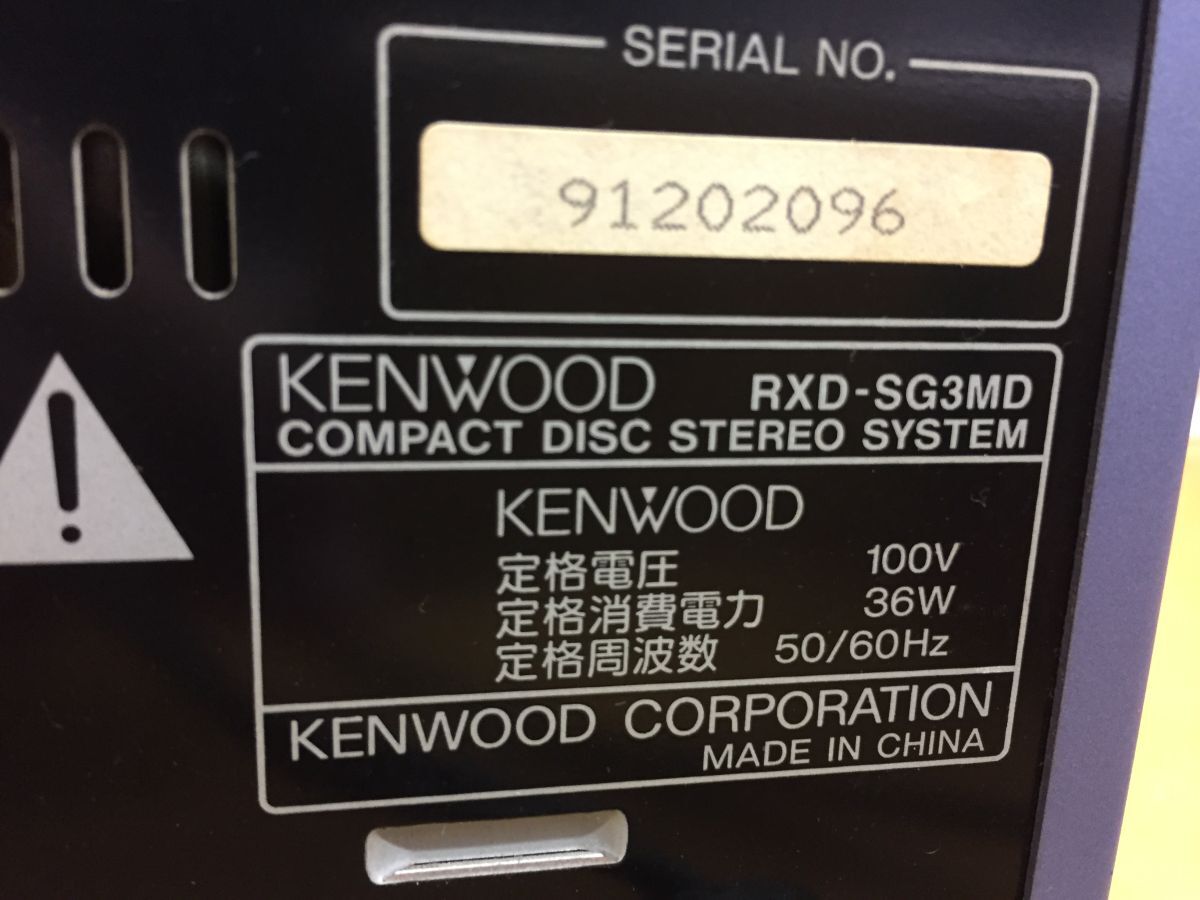 SERIAL NO.
91202096
KENWOOD RXD-SG3MD
COMPACT DISC STEREO SYSTEM
KENWOOD
定格電圧 100V
定格消費電力 36W
定格周波数 50/60Hz
KENWOOD CORPORATION
MADE IN CHINA